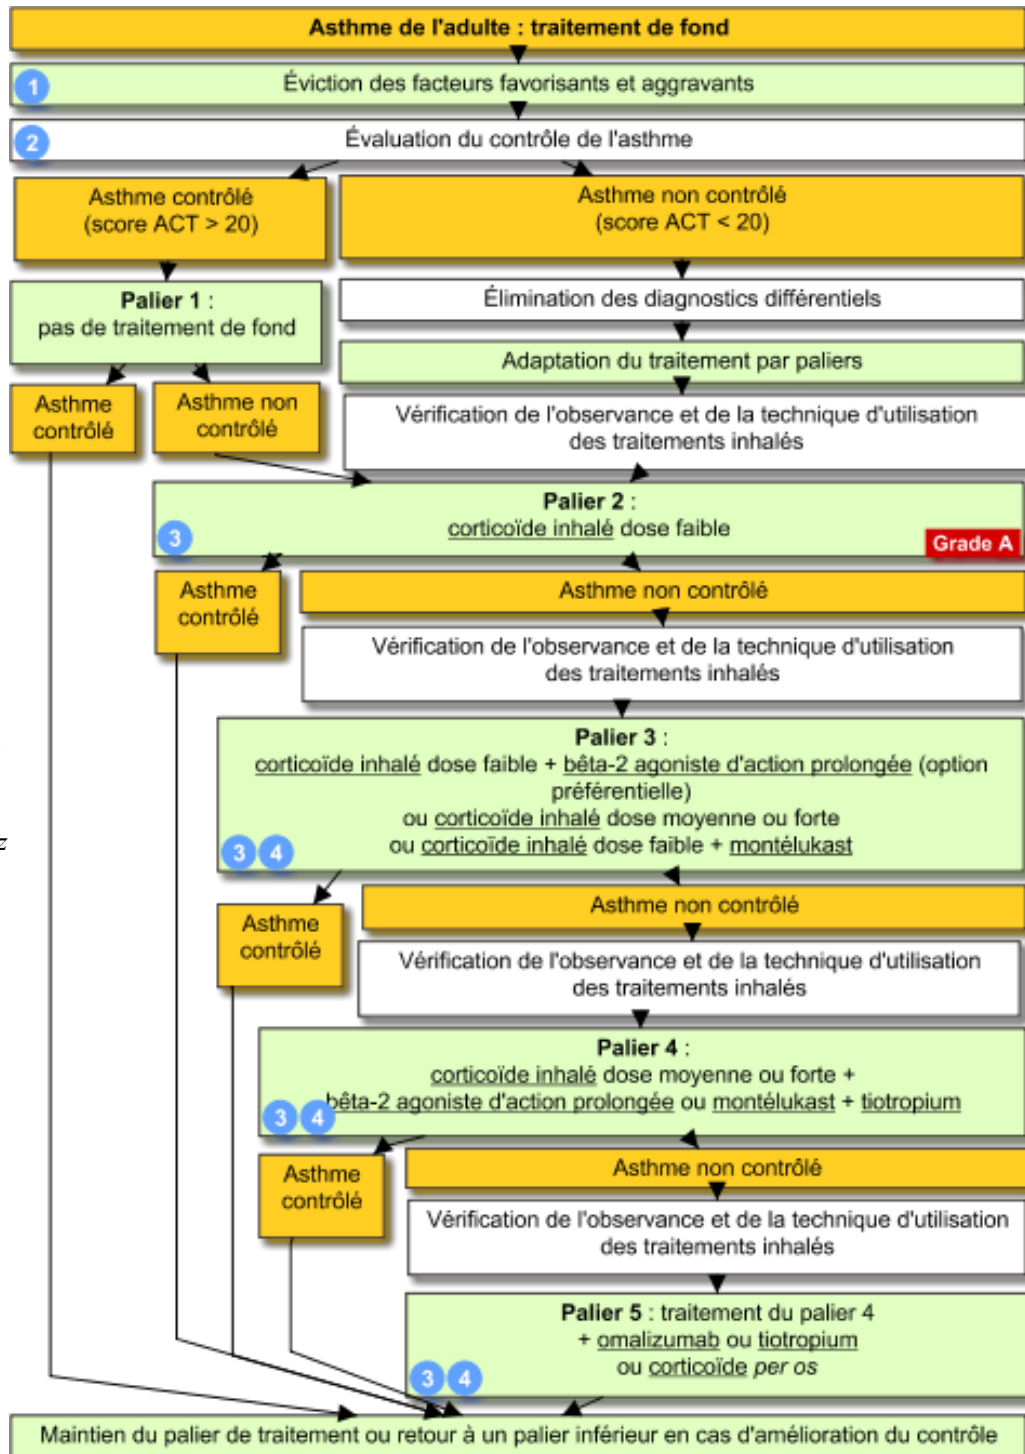 Asthme de l'adulte : traitement de fond
1
Éviction des facteurs favorisants et aggravants
2
Évaluation du contrôle de l'asthme
Asthme contrôlé
(score ACT > 20)
Asthme non contrôlé
(score ACT < 20)
Palier 1 :
pas de traitement de fond
Élimination des diagnostics différentiels
Adaptation du traitement par paliers
Asthme
contrôlé
Asthme non
contrôlé
Vérification de l'observance et de la technique d'utilisation
des traitements inhalés
Palier 2 :
corticoïde inhalé dose faible
3
Grade A
Asthme
contrôlé
Asthme non contrôlé
Vérification de l'observance et de la technique d'utilisation
des traitements inhalés
Palier 3 :
corticoïde inhalé dose faible + bêta-2 agoniste d'action prolongée (option
préférentielle)
ou corticoïde inhalé dose moyenne ou forte
ou corticoïde inhalé dose faible + montélukast
3 4
z
Asthme
contrôlé
Asthme non contrôlé
Vérification de l'observance et de la technique d'utilisation
des traitements inhalés
Palier 4 :
corticoïde inhalé dose moyenne ou forte +
bêta-2 agoniste d'action prolongée ou montélukast + tiotropium
3 4
Asthme
contrôlé
Asthme non contrôlé
Vérification de l'observance et de la technique d'utilisation
des traitements inhalés
Palier 5 : traitement du palier 4
+ omalizumab ou tiotropium
ou corticoïde per os
3 4
Maintien du palier de traitement ou retour à un palier inférieur en cas d'amélioration du contrôle